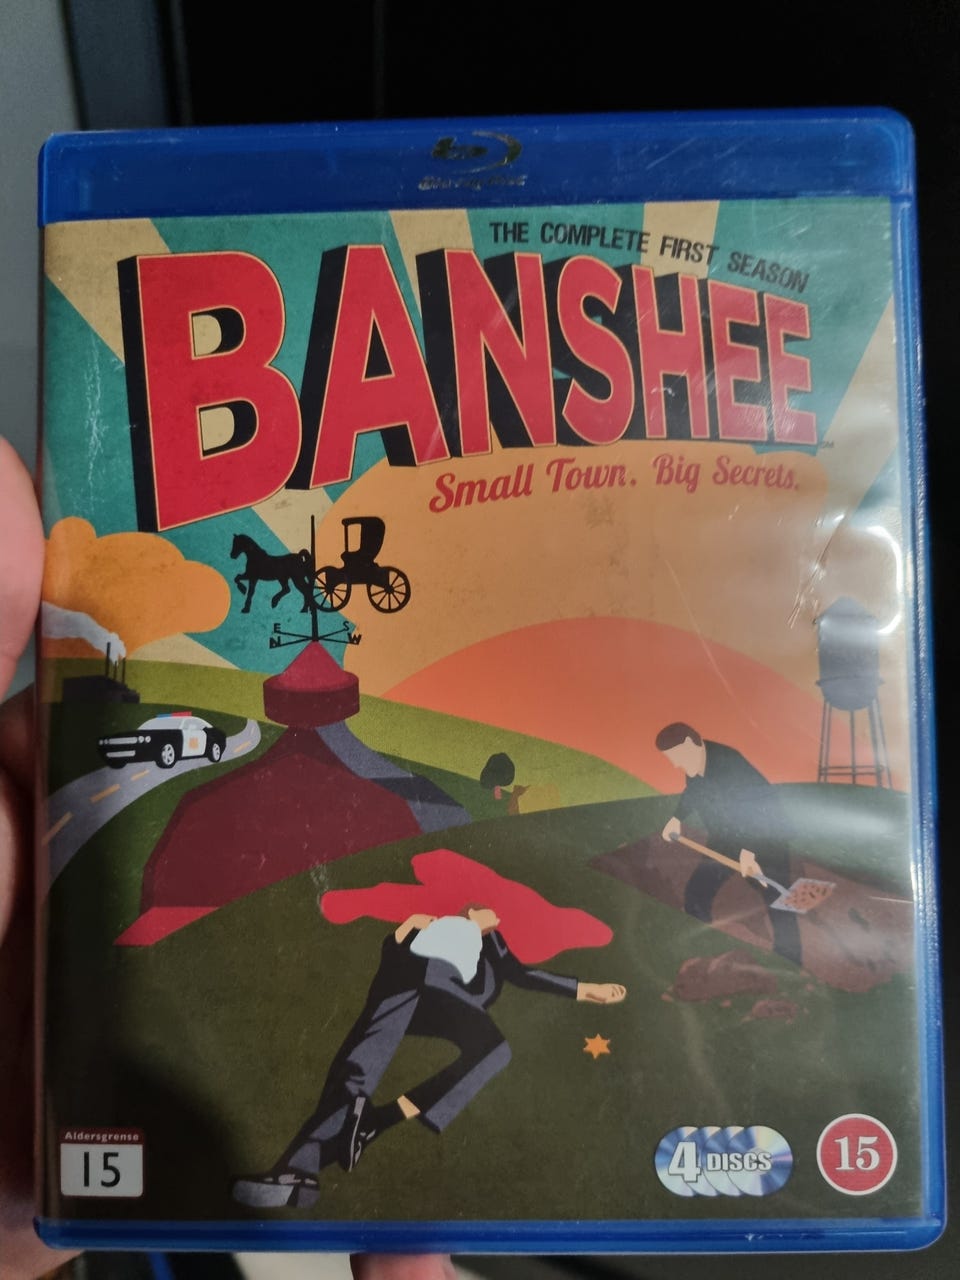 Blu-ray Disc
THE COMPLETE FIRST SEASON
BANSHEE
Small Town. Big Secrets.
E S
N W
Aldersgrense
15
4 DISCS
15